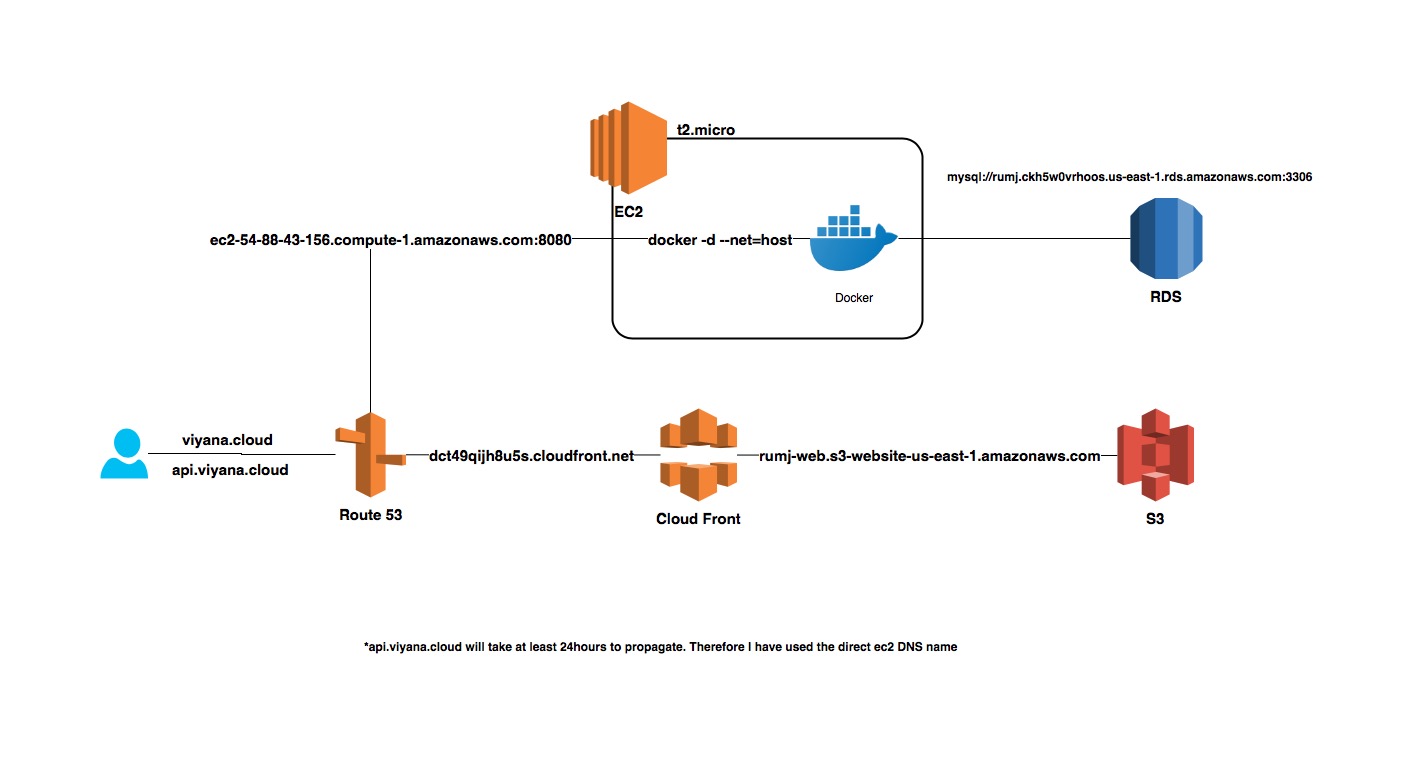 t2.micro
mysql://rumj.ckh5w0vrhoos.us-east-1.rds.amazonaws.com:3306
EC2
ec2-54-88-43-156.compute-1.amazonaws.com:8080
docker -d --net=host
Docker
RDS
viyana.cloud
api.viyana.cloud
dct49qijh8u5s.cloudfront.net
rumj-web.s3-website-us-east-1.amazonaws.com
Route 53
Cloud Front
S3
*api.viyana.cloud will take at least 24hours to propagate. Therefore I have used the direct ec2 DNS name